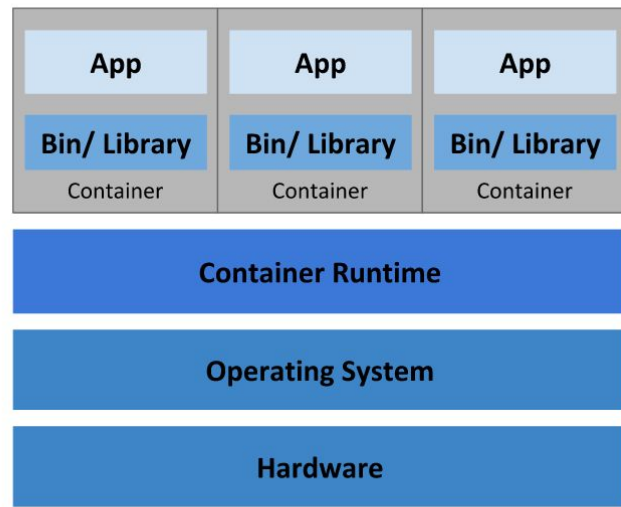 App App App
Bin/ Library Bin/ Library Bin/ Library
Container Container Container
Container Runtime
Operating System
Hardware